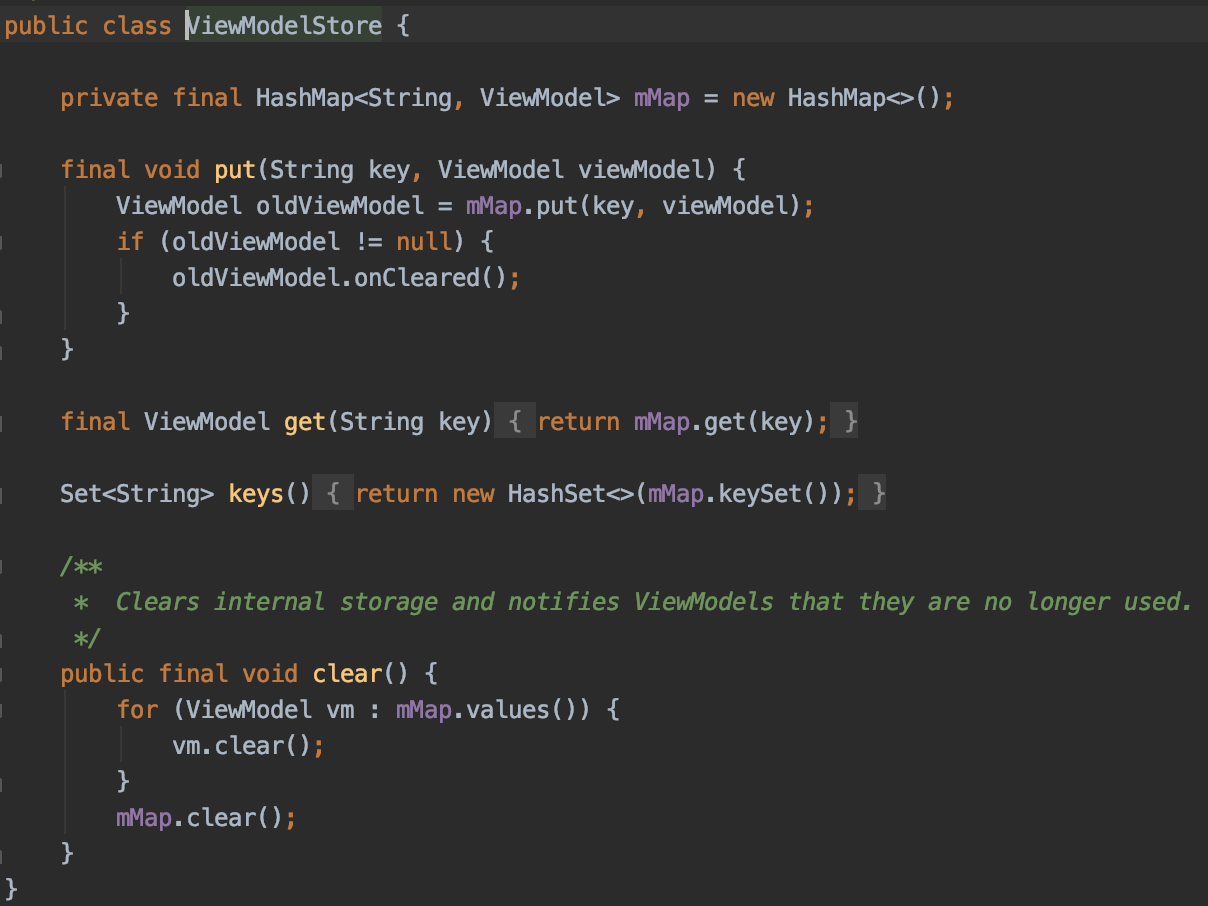 public class ViewModelStore {
private final HashMap<String, ViewModel> mMap = new HashMap<>();
final void put(String key, ViewModel viewModel) {
ViewModel oldViewModel = mMap.put(key, viewModel);
if (oldViewModel != null) {
oldViewModel.onCleared();
}
}
final ViewModel get(String key) { return mMap.get(key); }
Set<String> keys() { return new HashSet<>(mMap.keySet()); }
/**
*  Clears internal storage and notifies ViewModels that they are no longer used.
*/
public final void clear() {
for (ViewModel vm : mMap.values()) {
vm.clear();
}
mMap.clear();
}
}